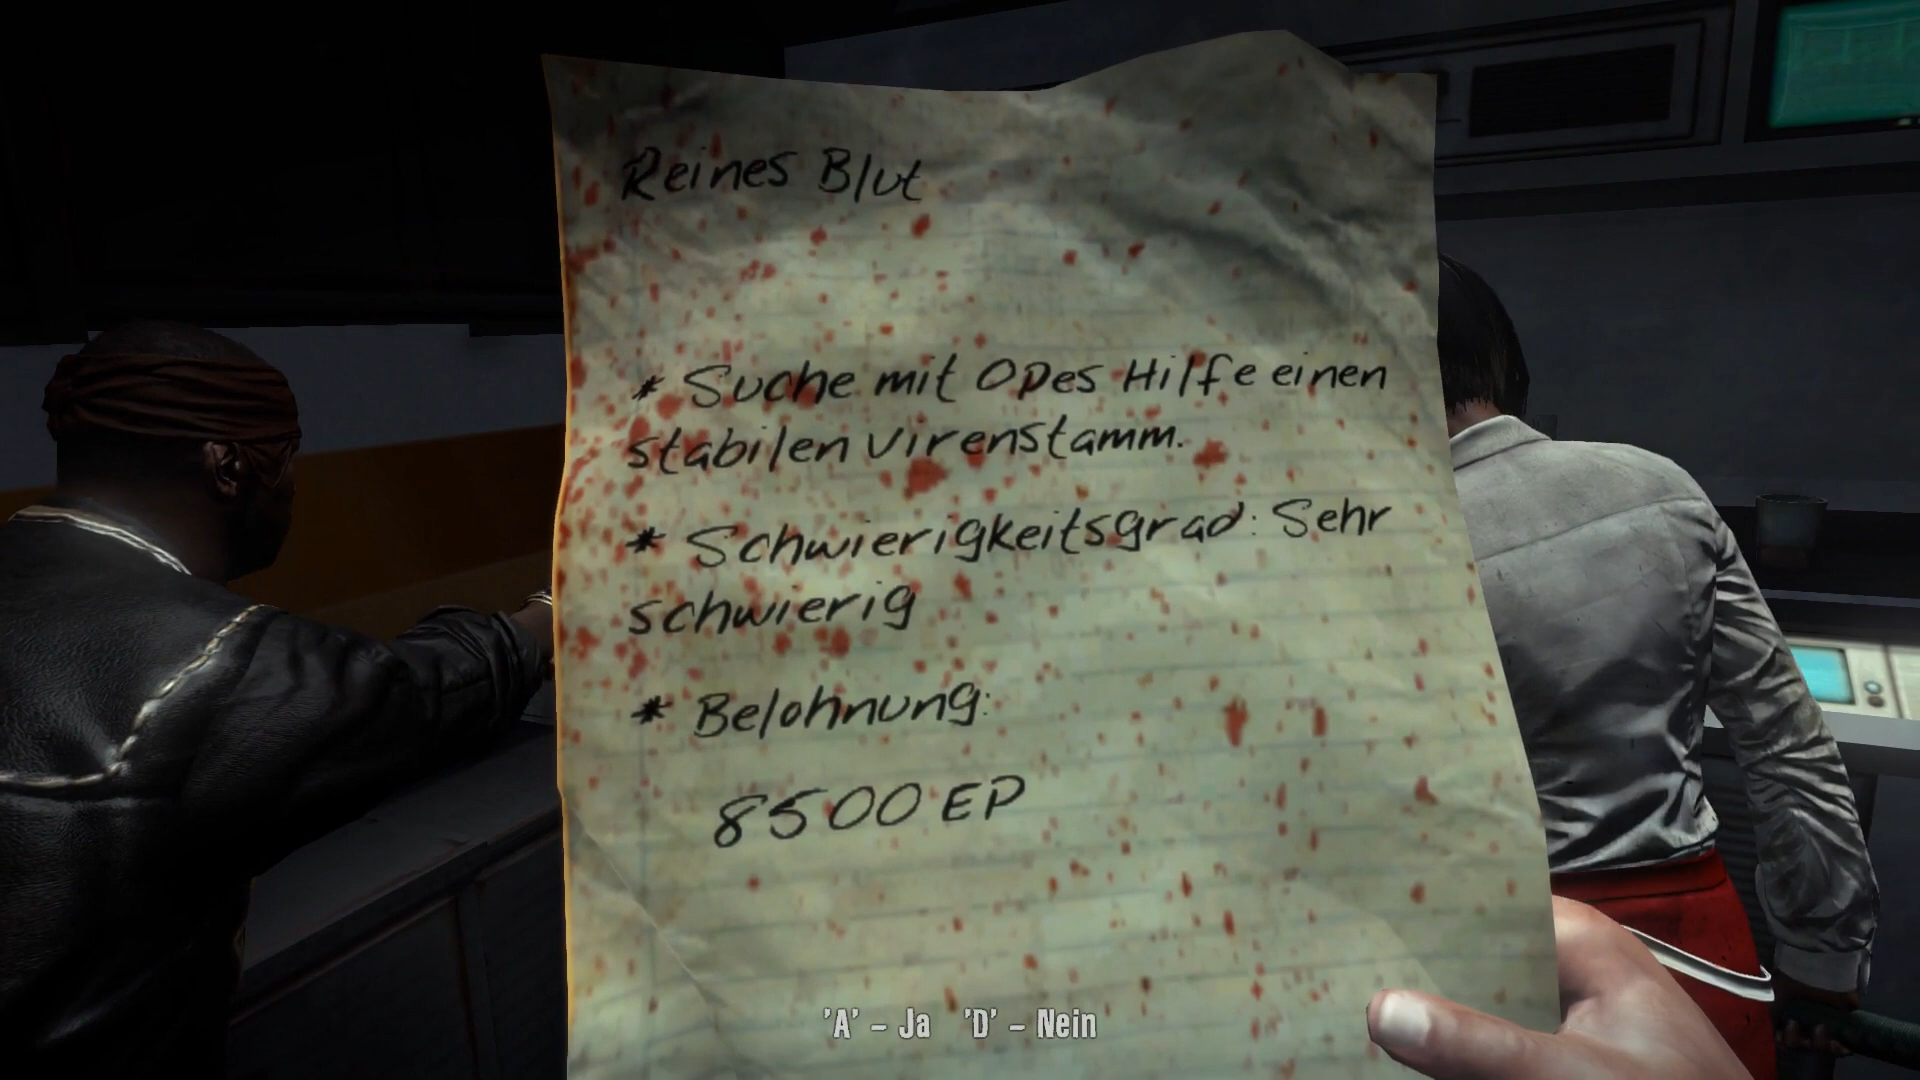 Reines Blut
* Suche mit Opes Hilfe einen
stabilen Virenstamm.
* Schwierigkeitsgrad: Sehr
schwierig
* Belohnung:
8500 EP
'A' - Ja 'D' - Nein